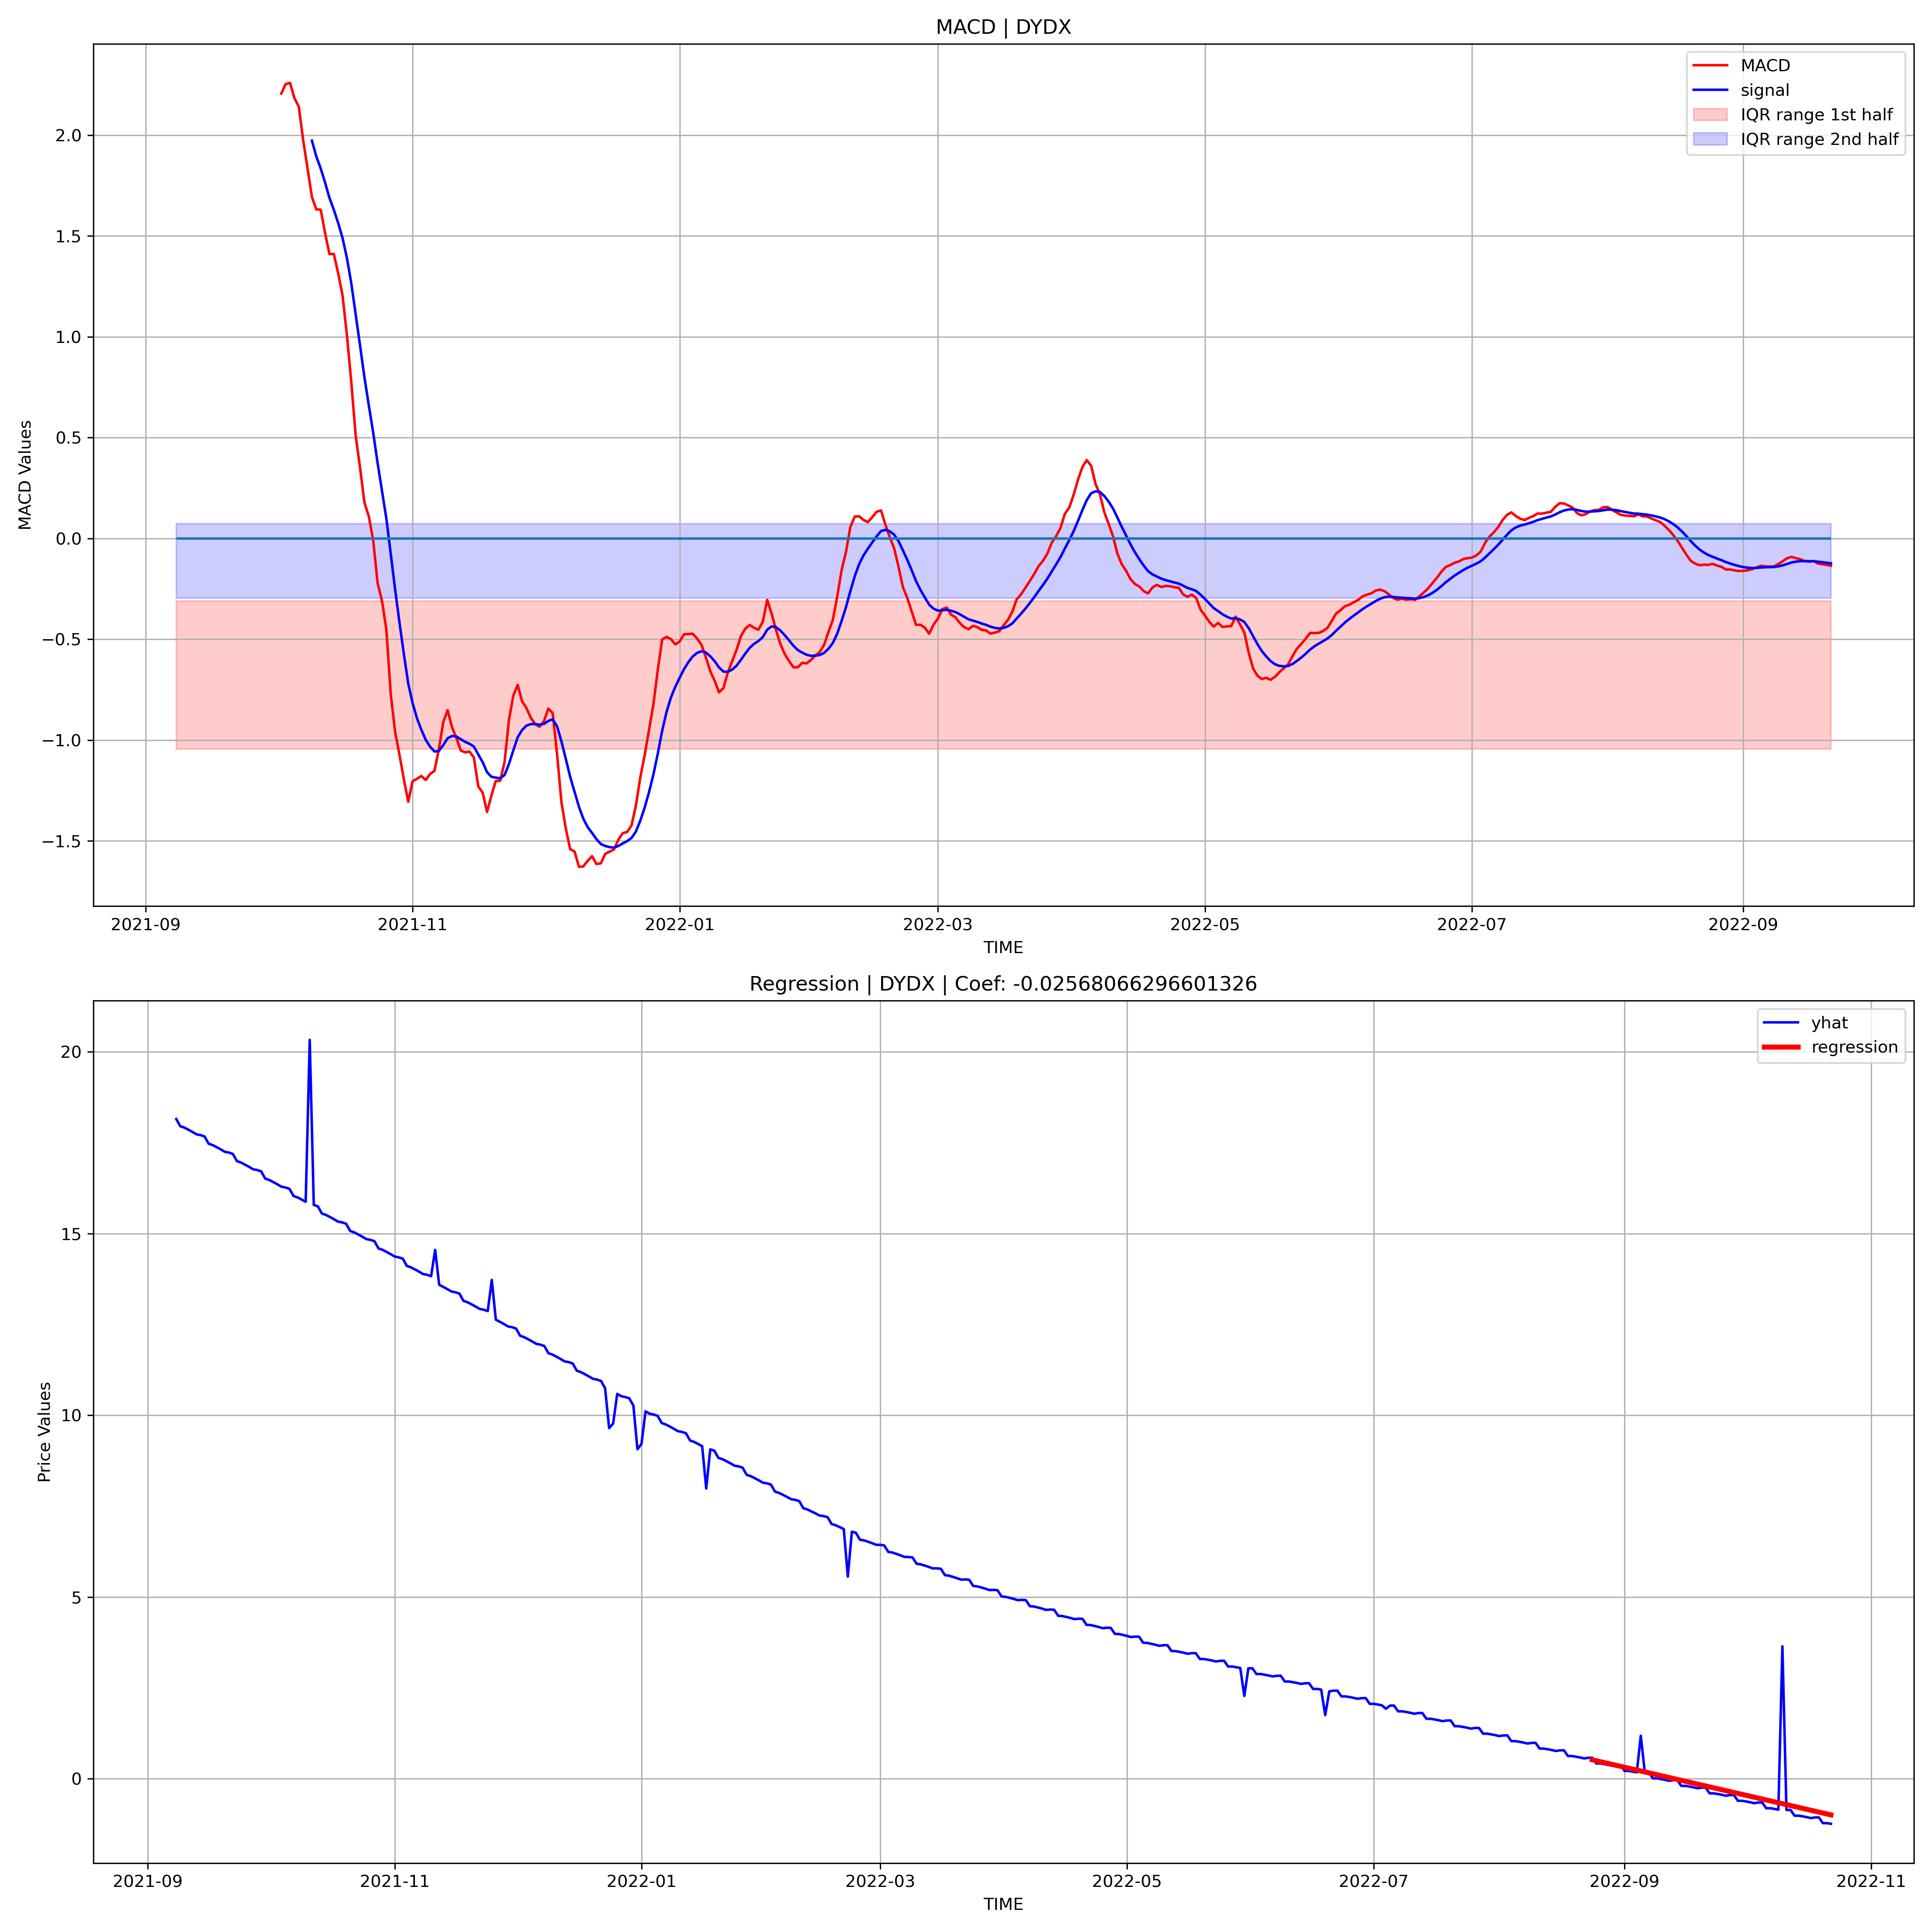 MACD | DYDX
MACD
signal
IQR range 1st half
IQR range 2nd half
MACD Values
2.0
1.5
1.0
0.5
0.0
−0.5
−1.0
−1.5
2021-09 2021-11 2022-01 2022-03 2022-05 2022-07 2022-09
TIME
Regression | DYDX | Coef: -0.02568066296601326
yhat
regression
Price Values
20
15
10
5
0
2021-09 2021-11 2022-01 2022-03 2022-05 2022-07 2022-09 2022-11
TIME